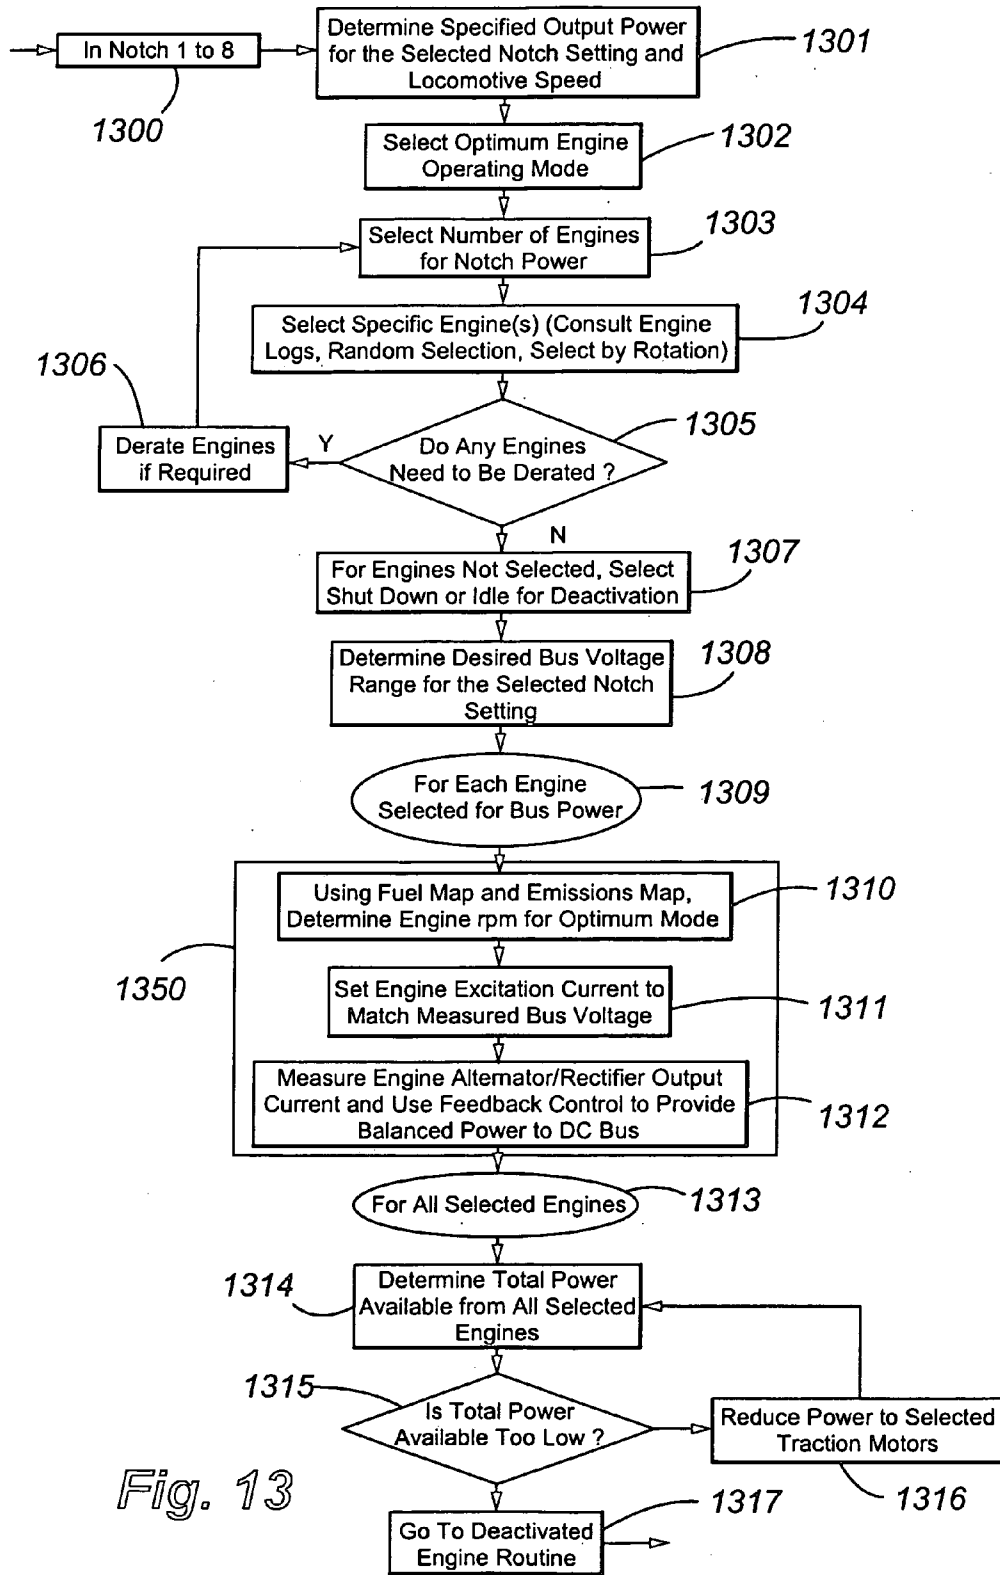 In Notch 1 to 8
1300
Determine Specified Output Power
for the Selected Notch Setting and
Locomotive Speed
1301
Select Optimum Engine
Operating Mode
1302
Select Number of Engines
for Notch Power
1303
Select Specific Engine(s) (Consult Engine
Logs, Random Selection, Select by Rotation)
1304
1306
Derate Engines
if Required
Y
Do Any Engines
Need to Be Derated ?
1305
N
For Engines Not Selected, Select
Shut Down or Idle for Deactivation
1307
Determine Desired Bus Voltage
Range for the Selected Notch
Setting
1308
For Each Engine
Selected for Bus Power
1309
Using Fuel Map and Emissions Map,
Determine Engine rpm for Optimum Mode
1310
1350
Set Engine Excitation Current to
Match Measured Bus Voltage
1311
Measure Engine Alternator/Rectifier Output
Current and Use Feedback Control to Provide
Balanced Power to DC Bus
1312
For All Selected Engines
1313
1314
Determine Total Power
Available from All Selected
Engines
1315
Is Total Power
Available Too Low ?
Reduce Power to Selected
Traction Motors
1316
Go To Deactivated
Engine Routine
1317
Fig. 13